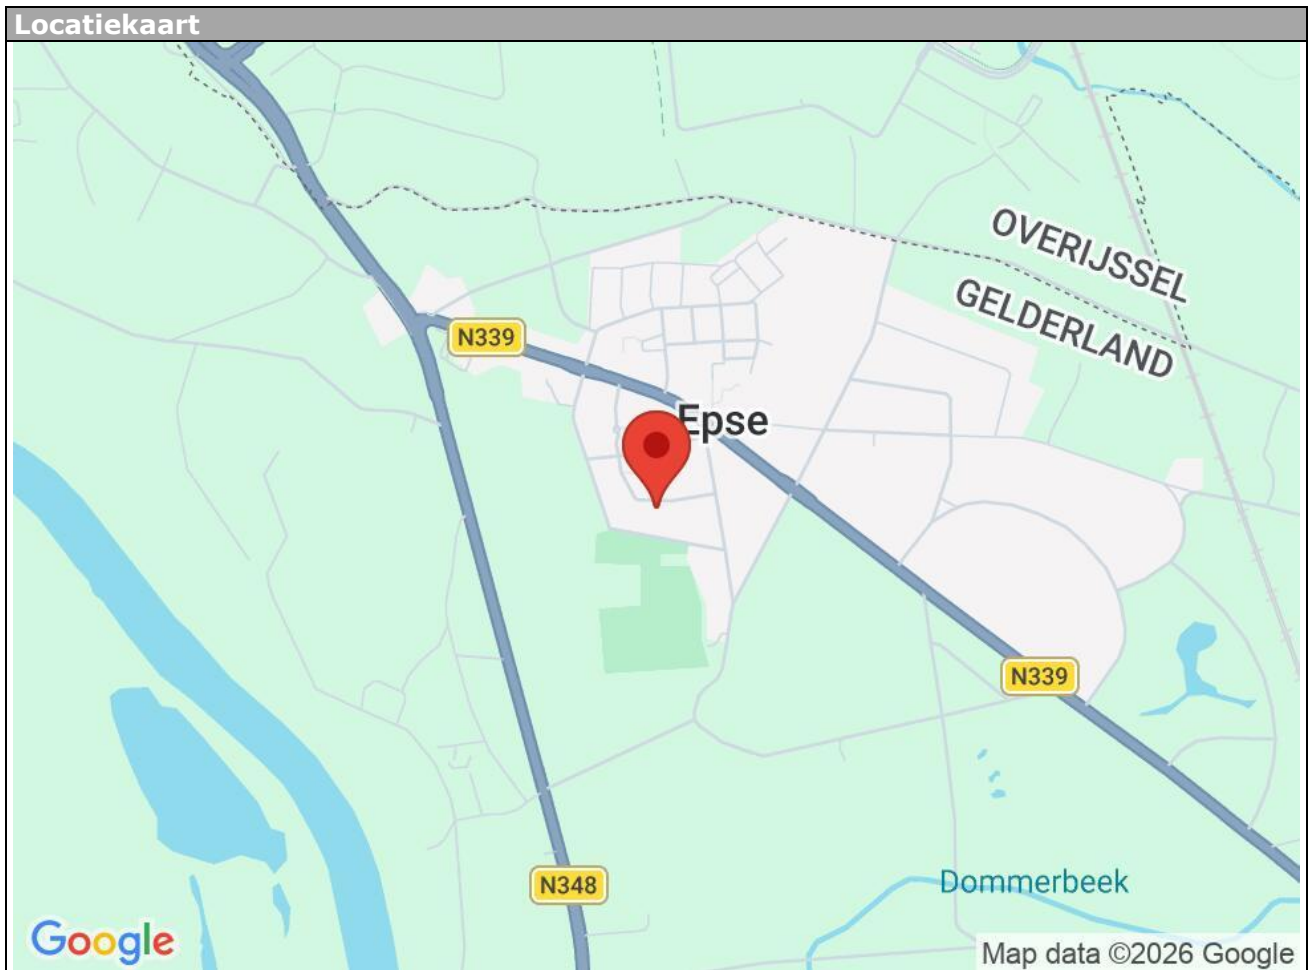 Locatiekaart
OVERIJSSEL
GELDERLAND
N339
Epse
N339
Dommerbeek
N348
Google
Map data ©2026 Google